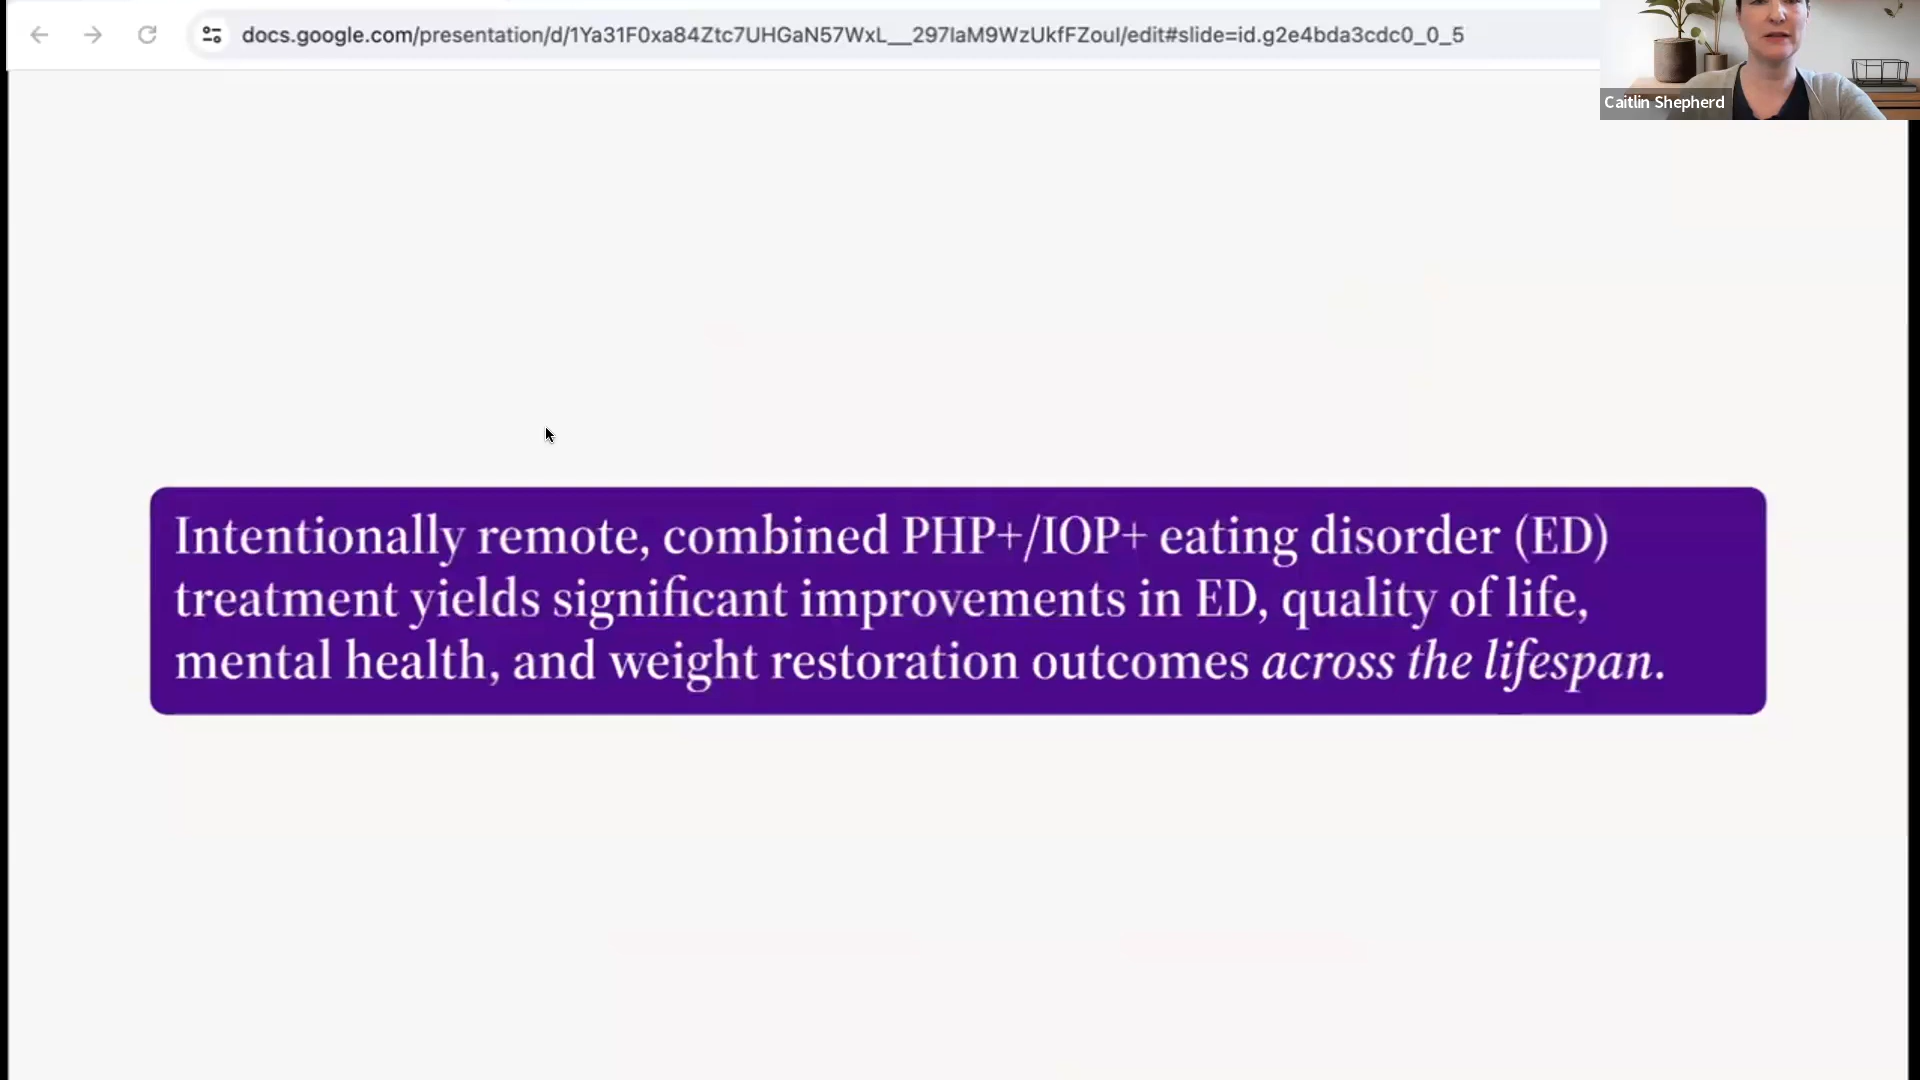 docs.google.com/presentation/d/1Ya31F0xa84Ztc7UHGaN57WxL__297IaM9WzUkfFZouI/edit#slide=id.g2e4bda3cdc0_0_5
Caitlin Shepherd
Intentionally remote, combined PHP+/IOP+ eating disorder (ED)
treatment yields significant improvements in ED, quality of life,
mental health, and weight restoration outcomes across the lifespan.